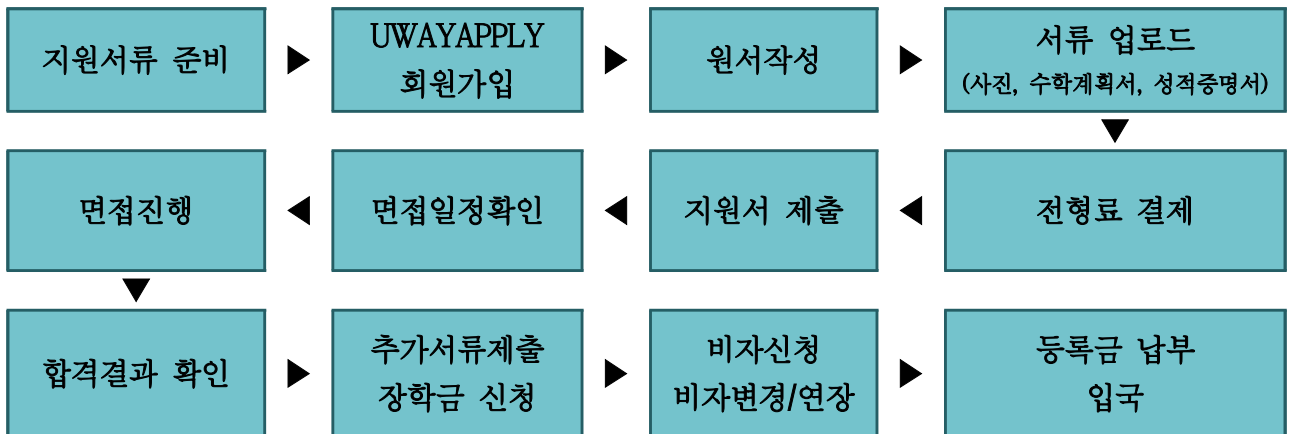 지원서류 준비
UWAYAPPLY
회원가입
원서작성
서류 업로드
(사진, 수학계획서, 성적증명서)
전형료 결제
지원서 제출
면접일정확인
면접진행
합격결과 확인
추가서류제출
장학금 신청
비자신청
비자변경/연장
등록금 납부
입국